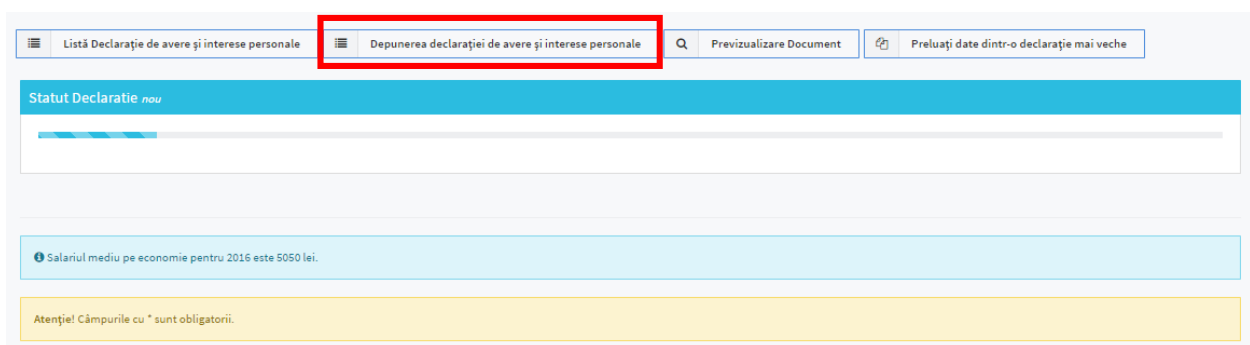 Listă Declarație de avere și interese personale
Depunerea declarației de avere și interese personale
Previzualizare Document
Preluați date dintr-o declarație mai veche
Statut Declaratie nou
Salariul mediu pe economie pentru 2016 este 5050 lei.
Atenție! Câmpurile cu * sunt obligatorii.